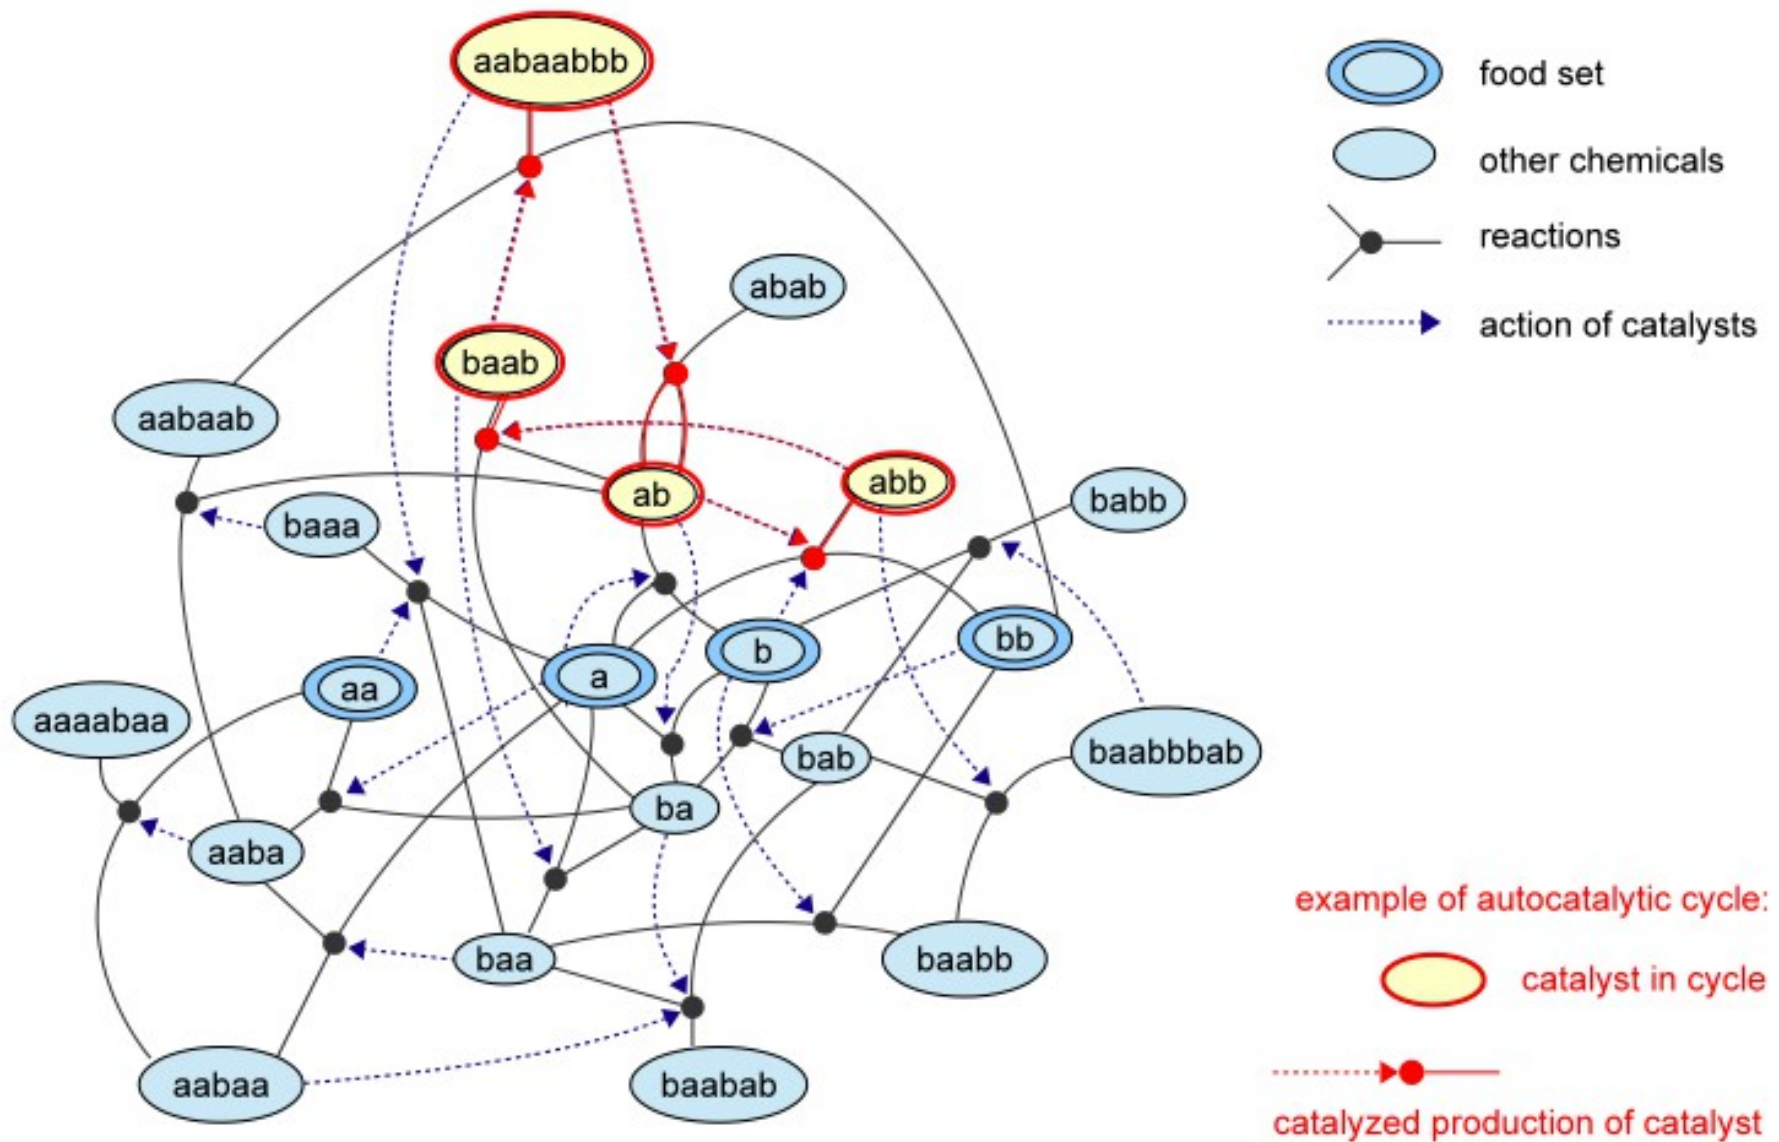 aabaabbb
food set
other chemicals
reactions
abab
action of catalysts
baab
aabaab
abb
ab
babb
baaa
b
bb
a
aa
aaaabaa
bab
baabbbab
ba
aaba
example of autocatalytic cycle:
baa
baabb
catalyst in cycle
aabaa
baabab
catalyzed production of catalyst